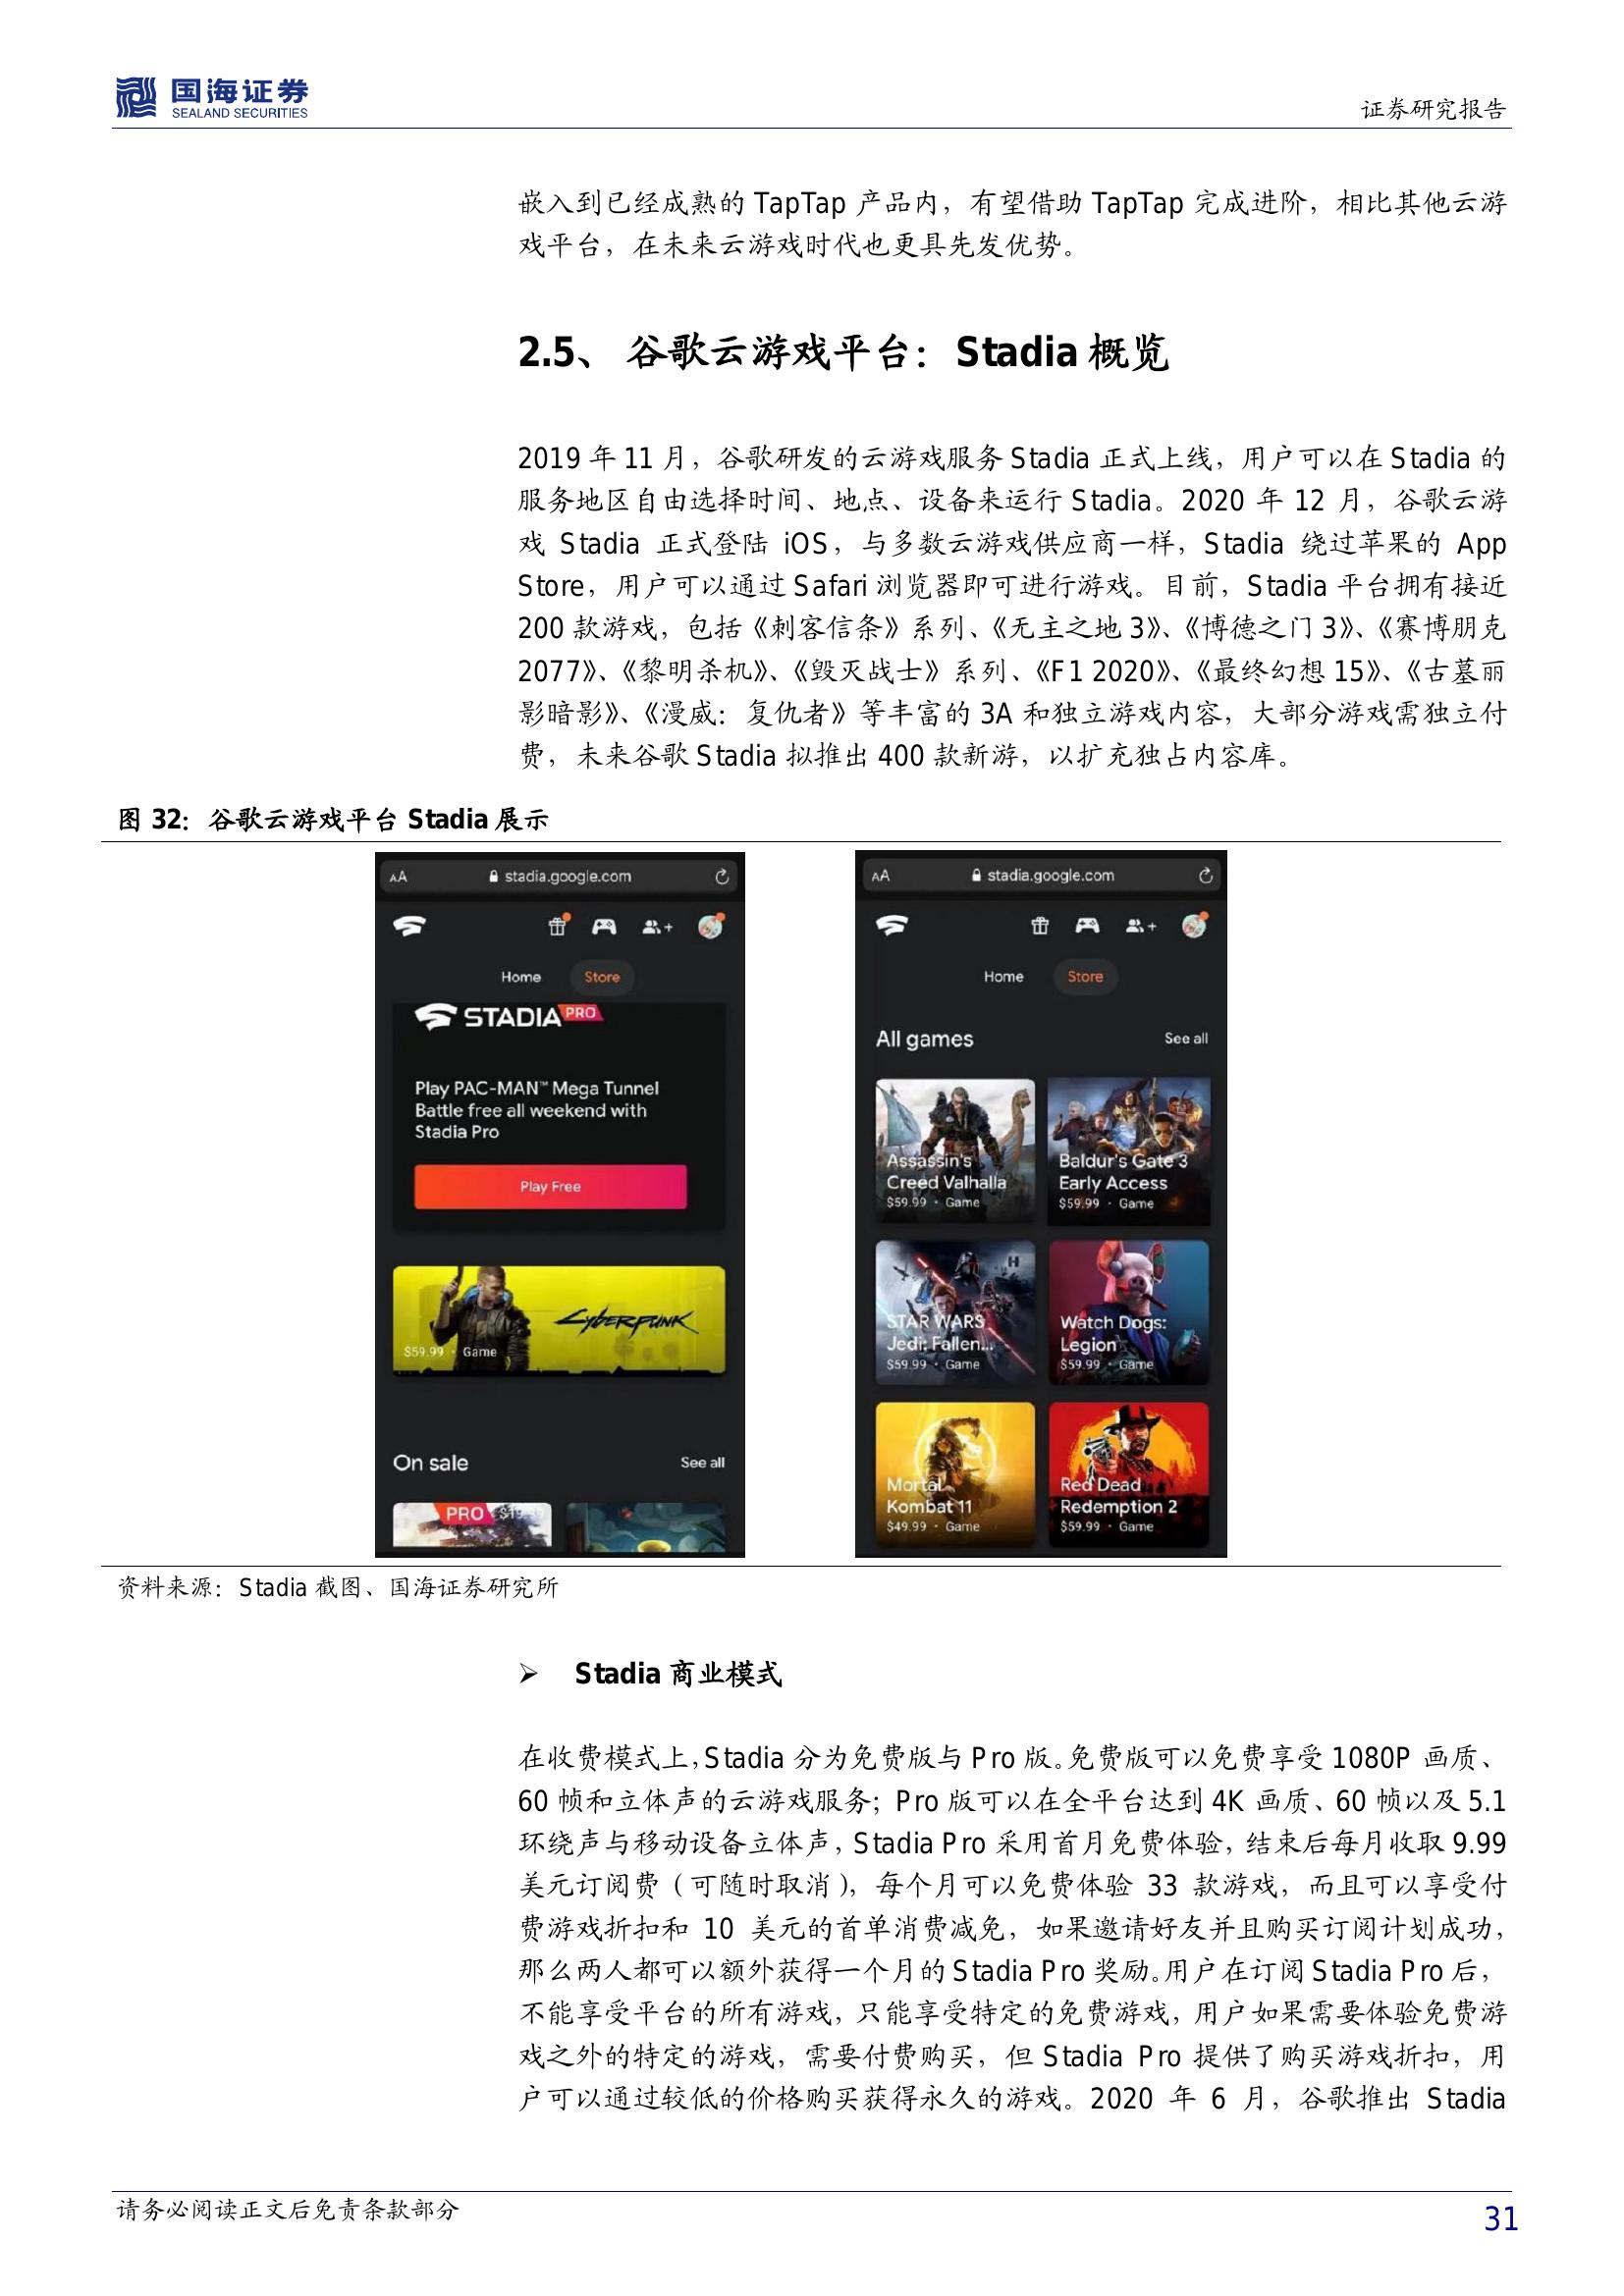 国海证券
SEALAND SECURITIES
证券研究报告
嵌入到已经成熟的 TapTap 产品内，有望借助 TapTap 完成进阶，相比其他云游
戏平台，在未来云游戏时代也更具先发优势。
2.5、 谷歌云游戏平台：Stadia 概览
2019 年 11 月，谷歌研发的云游戏服务 Stadia 正式上线，用户可以在 Stadia 的
服务地区自由选择时间、地点、设备来运行 Stadia。2020 年 12 月，谷歌云游
戏 Stadia 正式登陆 iOS，与多数云游戏供应商一样，Stadia 绕过苹果的 App
Store，用户可以通过 Safari 浏览器即可进行游戏。目前，Stadia 平台拥有接近
200 款游戏，包括《刺客信条》系列、《无主之地 3》、《博德之门 3》、《赛博朋克
2077》、《黎明杀机》、《毁灭战士》系列、《F1 2020》、《最终幻想 15》、《古墓丽
影暗影》、《漫威：复仇者》等丰富的 3A 和独立游戏内容，大部分游戏需独立付
费，未来谷歌 Stadia 拟推出 400 款新游，以扩充独占内容库。
图 32：谷歌云游戏平台 Stadia 展示
AA stadia.google.com
Home Store
STADIA PRO
Play PAC-MAN™ Mega Tunnel
Battle free all weekend with
Stadia Pro
Play Free
CYBERPUNK
$59.99 · Game
On sale See all
PRO
AA stadia.google.com
Home Store
All games See all
Assassin's
Creed Valhalla
$59.99 · Game
Baldur's Gate 3
Early Access
$59.99 · Game
STAR WARS
Jedi: Fallen...
$59.99 · Game
Watch Dogs:
Legion
$59.99 · Game
Mortal
Kombat 11
$49.99 · Game
Red Dead
Redemption 2
$59.99 · Game
资料来源：Stadia 截图、国海证券研究所
➢ Stadia 商业模式
在收费模式上，Stadia 分为免费版与 Pro 版。免费版可以免费享受 1080P 画质、
60 帧和立体声的云游戏服务；Pro 版可以在全平台达到 4K 画质、60 帧以及 5.1
环绕声与移动设备立体声，Stadia Pro 采用首月免费体验，结束后每月收取 9.99
美元订阅费（可随时取消），每个月可以免费体验 33 款游戏，而且可以享受付
费游戏折扣和 10 美元的首单消费减免，如果邀请好友并且购买订阅计划成功，
那么两人都可以额外获得一个月的 Stadia Pro 奖励。用户在订阅 Stadia Pro 后，
不能享受平台的所有游戏，只能享受特定的免费游戏，用户如果需要体验免费游
戏之外的特定的游戏，需要付费购买，但 Stadia Pro 提供了购买游戏折扣，用
户可以通过较低的价格购买获得永久的游戏。2020 年 6 月，谷歌推出 Stadia
请务必阅读正文后免责条款部分
31